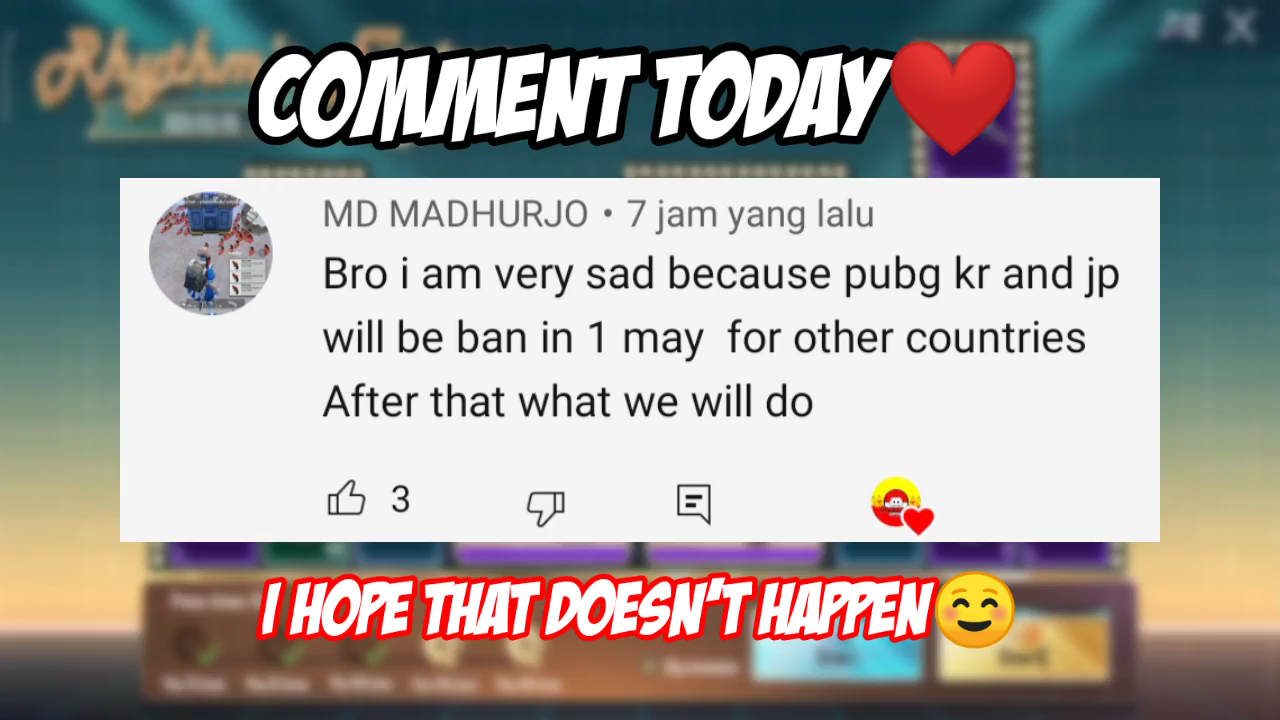 COMMENT TODAY❤️
MD MADHURJO • 7 jam yang lalu
Bro i am very sad because pubg kr and jp
will be ban in 1 may for other countries
After that what we will do
3
I HOPE THAT DOESN'T HAPPEN☺️